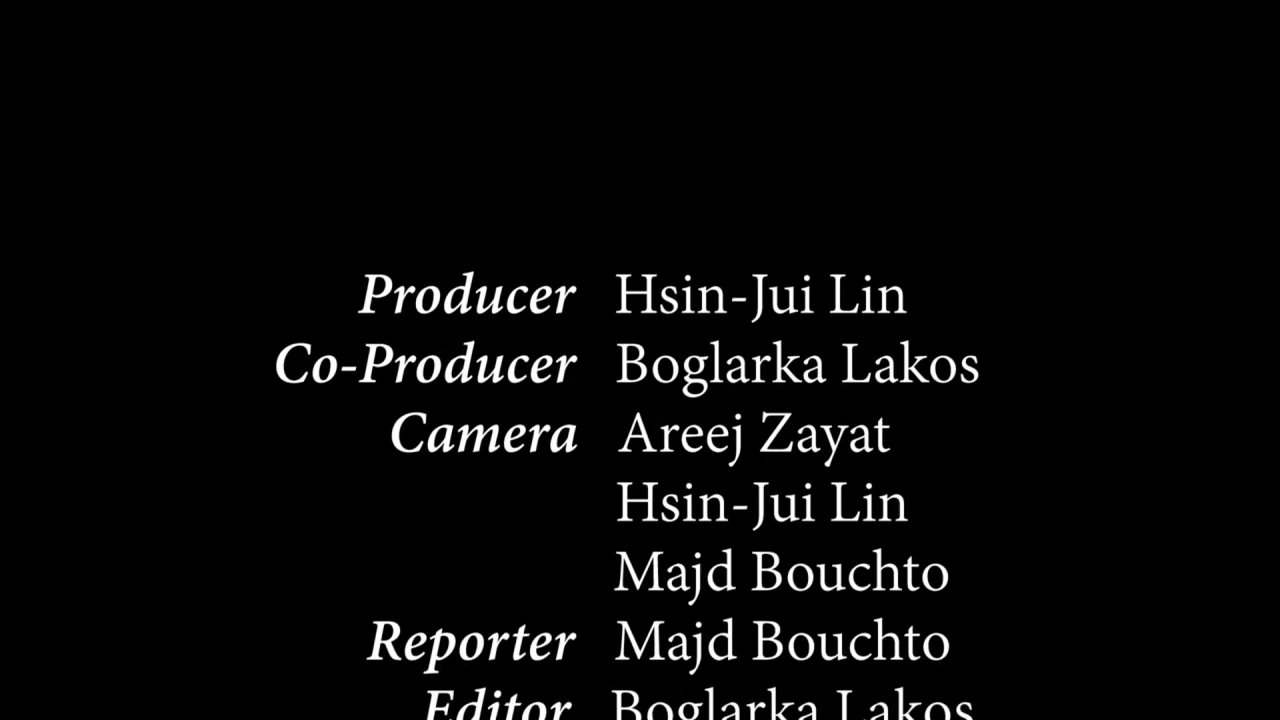 Producer Hsin-Jui Lin
Co-Producer Boglarka Lakos
Camera Areej Zayat
Hsin-Jui Lin
Majd Bouchto
Reporter Majd Bouchto
Editor Boglarka Lakos